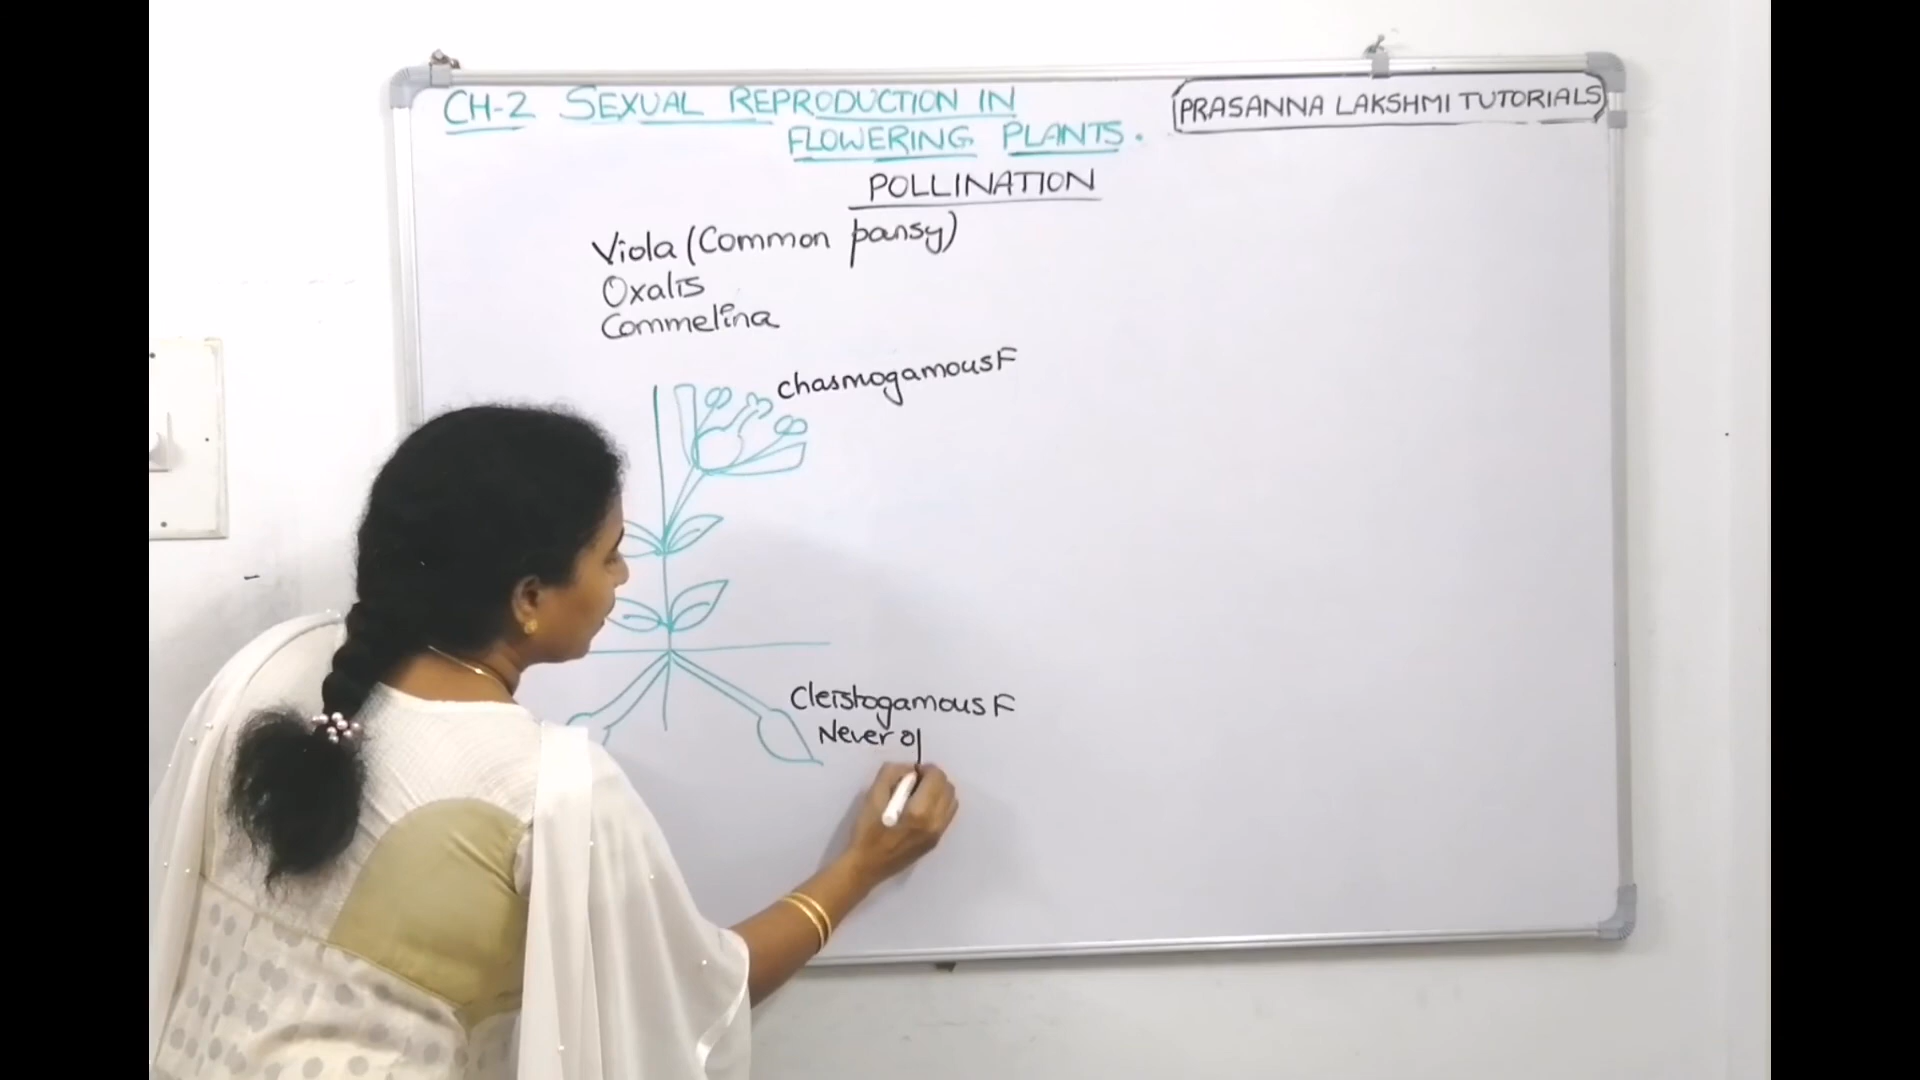 CH-2 SEXUAL REPRODUCTION IN
FLOWERING PLANTS.
PRASANNA LAKSHMI TUTORIALS
POLLINATION
Viola (Common pansy)
Oxalis
Commelina
chasmogamous F
Cleistogamous F
Never op